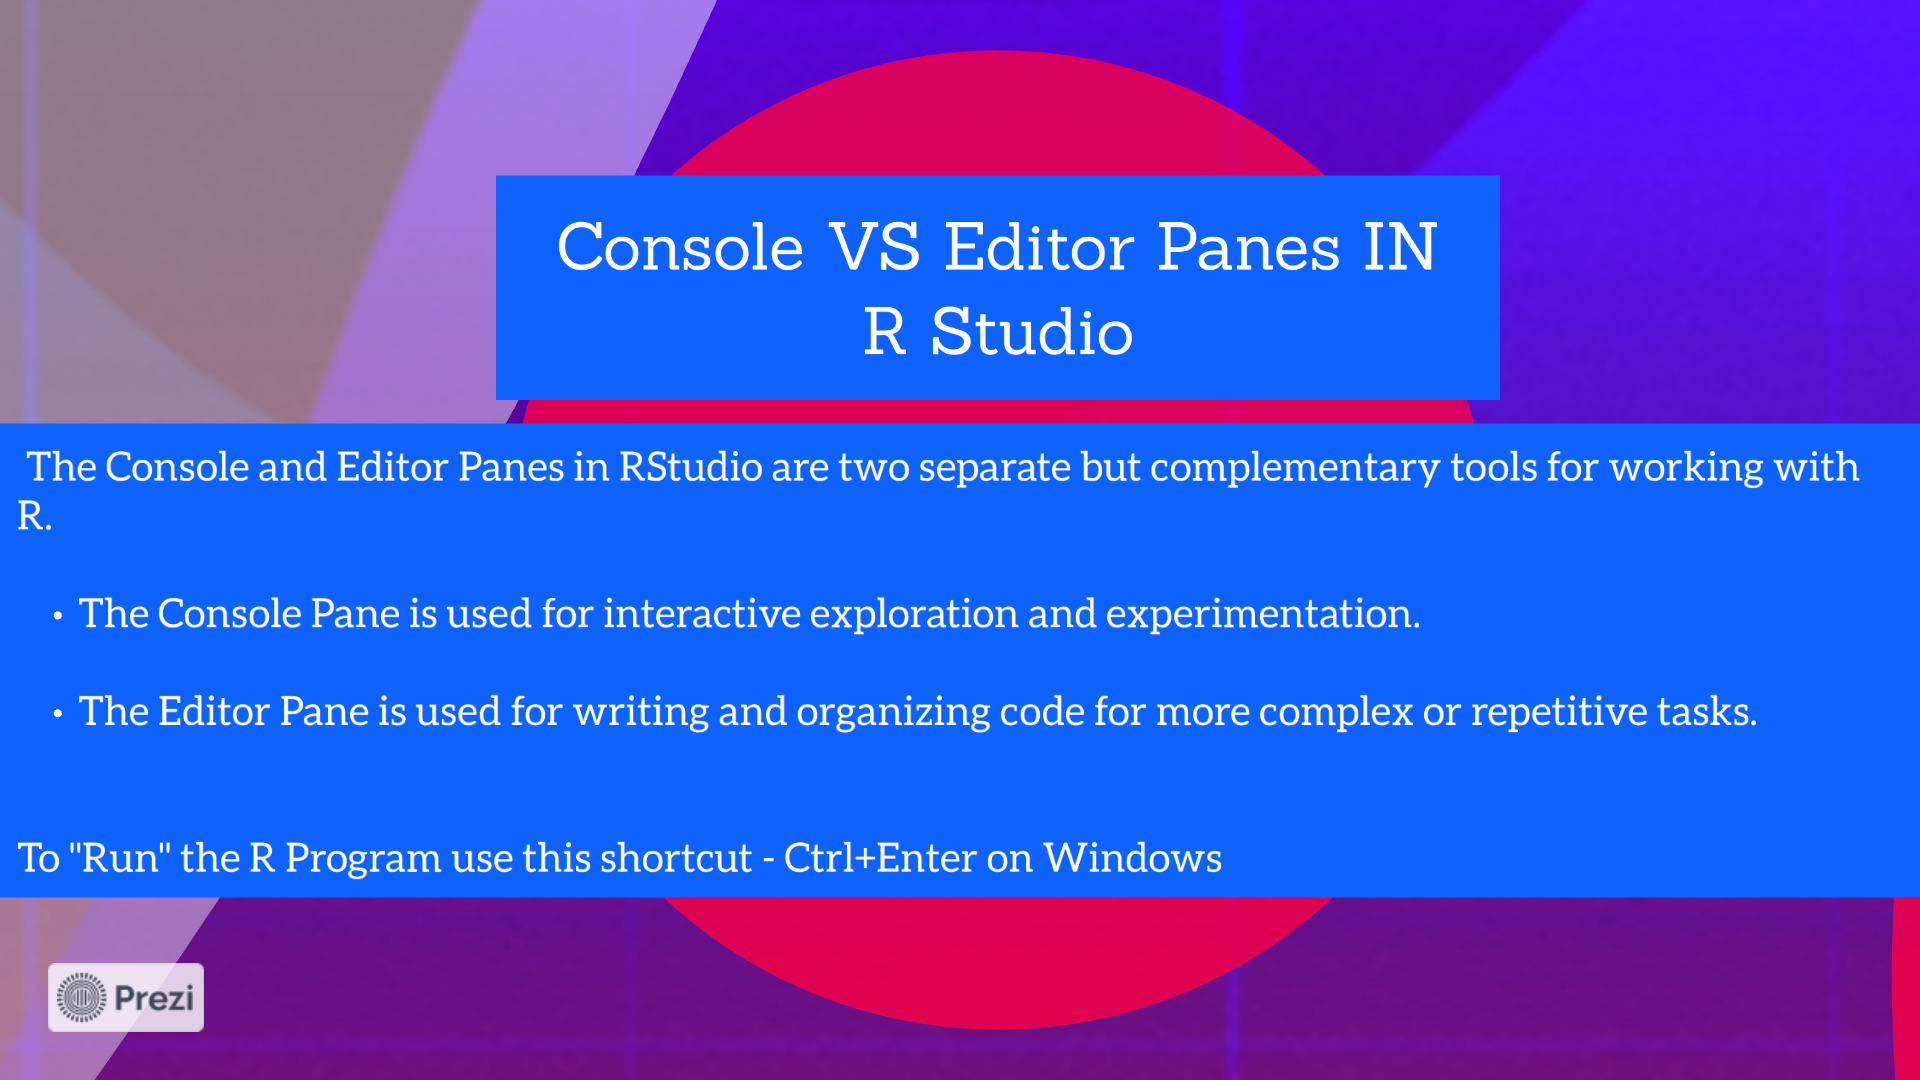 Console VS Editor Panes IN
R Studio
The Console and Editor Panes in RStudio are two separate but complementary tools for working with
R.
• The Console Pane is used for interactive exploration and experimentation.
• The Editor Pane is used for writing and organizing code for more complex or repetitive tasks.
To "Run" the R Program use this shortcut - Ctrl+Enter on Windows
Prezi